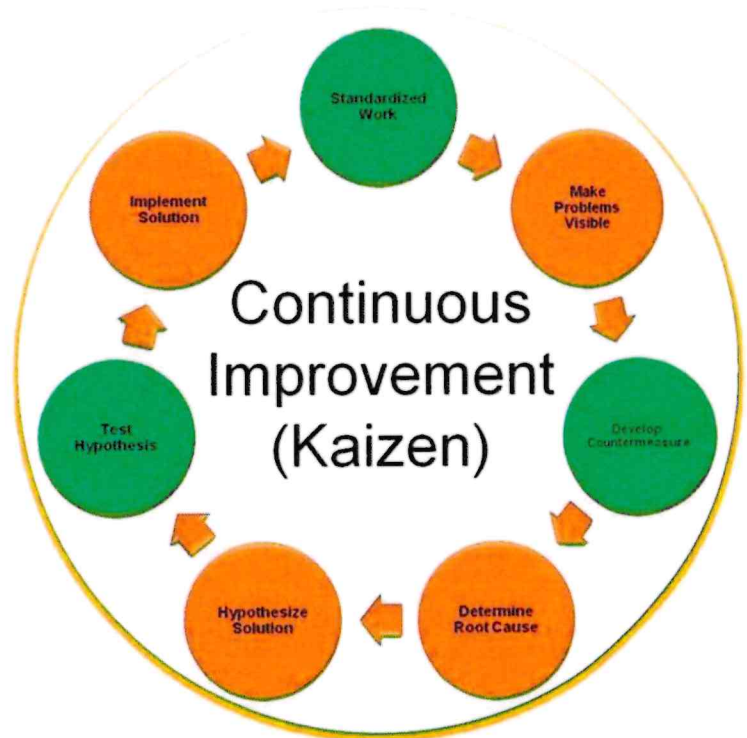 Standardized
Work
Make
Problems
Visible
Develop
Countermeasure
Determine
Root Cause
Hypothesize
Solution
Test
Hypothesis
Implement
Solution
Continuous
Improvement
(Kaizen)